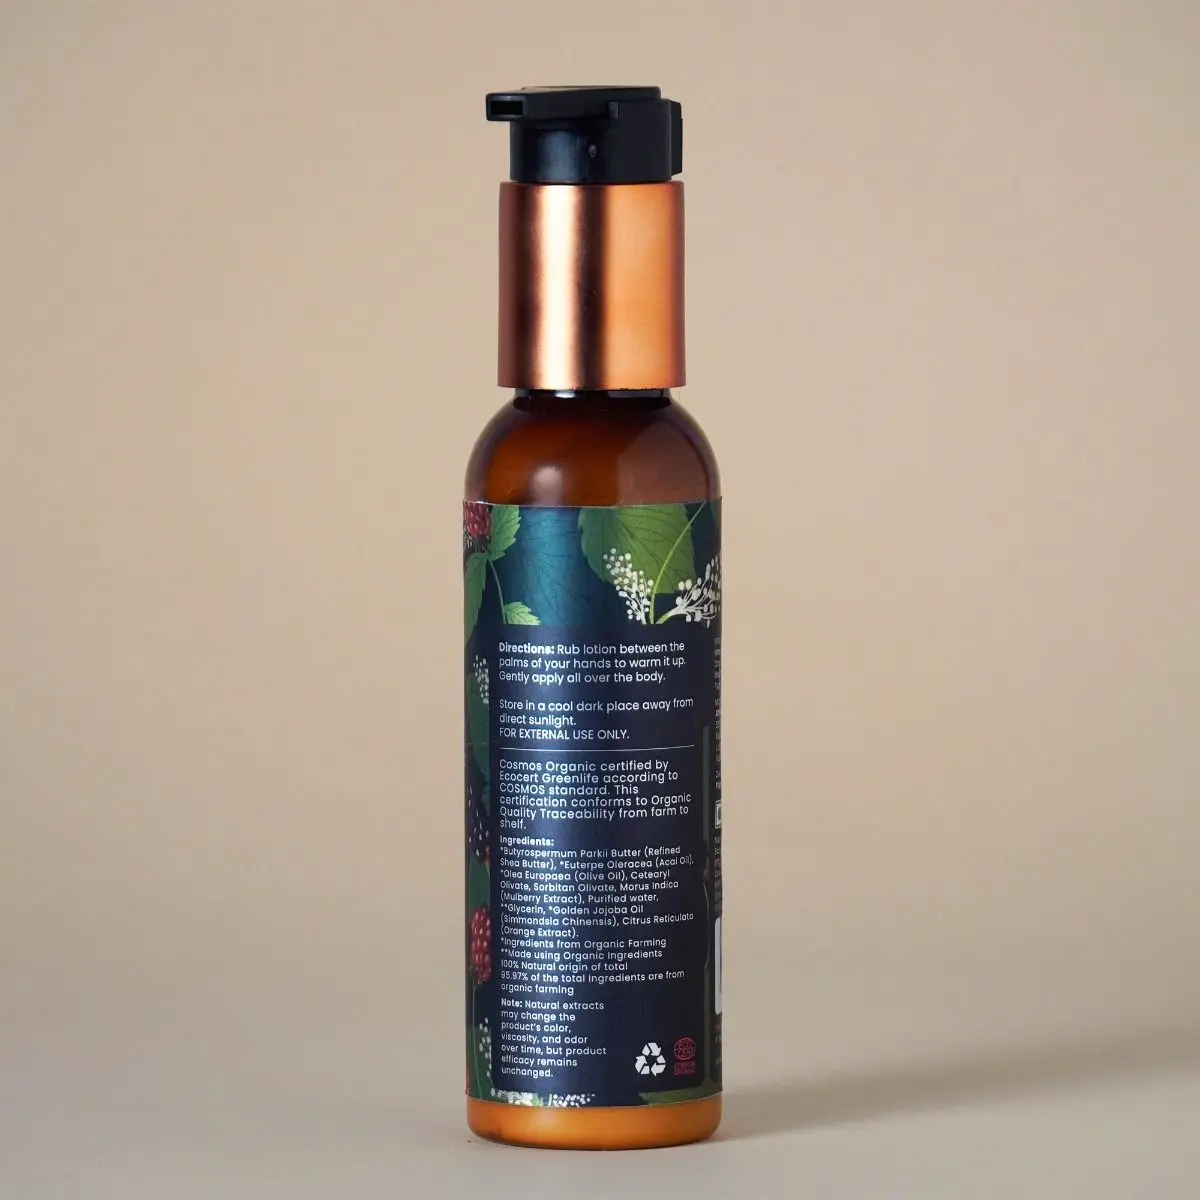 Directions: Rub lotion between the
palms of your hands to warm it up.
Gently apply all over the body.
Store in a cool dark place away from
direct sunlight.
FOR EXTERNAL USE ONLY.
Cosmos Organic certified by
Ecocert Greenlife according to
COSMOS standard. This
certification conforms to Organic
Quality Traceability from farm to
shelf.
Ingredients:
*Butyrospermum Parkii Butter (Refined
Shea Butter), *Euterpe Oleracea (Acai Oil),
*Olea Europaea (Olive Oil), Cetearyl
Olivate, Sorbitan Olivate, Morus Indica
(Mulberry Extract), Purified water,
**Glycerin, *Golden Jojoba Oil
(Simmondsia Chinensis), Citrus Reticulata
(Orange Extract).
*Ingredients from Organic Farming
**Made using Organic Ingredients
100% Natural origin of total
95.97% of the total ingredients are from
organic farming
Note: Natural extracts
may change the
product's color,
viscosity, and odor
over time, but product
efficacy remains
unchanged.
COSMOS
ORGANIC